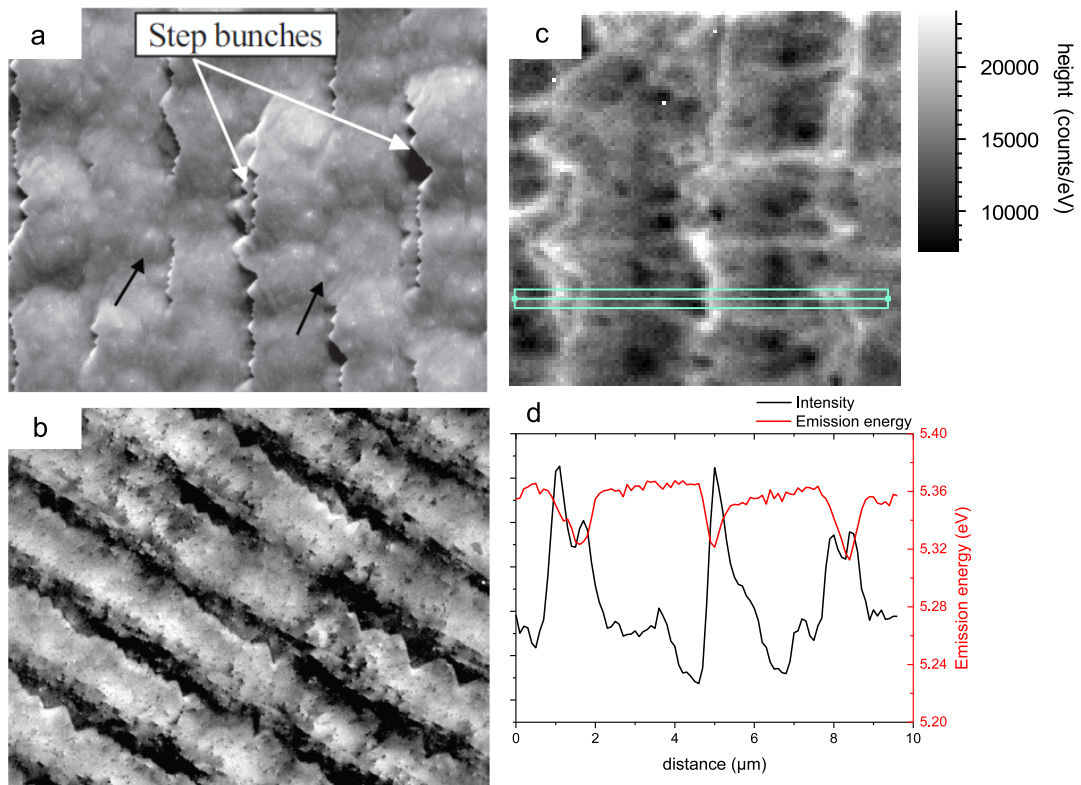 a
Step bunches
b
c
20000
15000
10000
height (counts/eV)
d
Intensity
Emission energy
5.40
5.36
5.32
5.28
5.24
5.20
Emission energy (eV)
0 2 4 6 8 10
distance (µm)